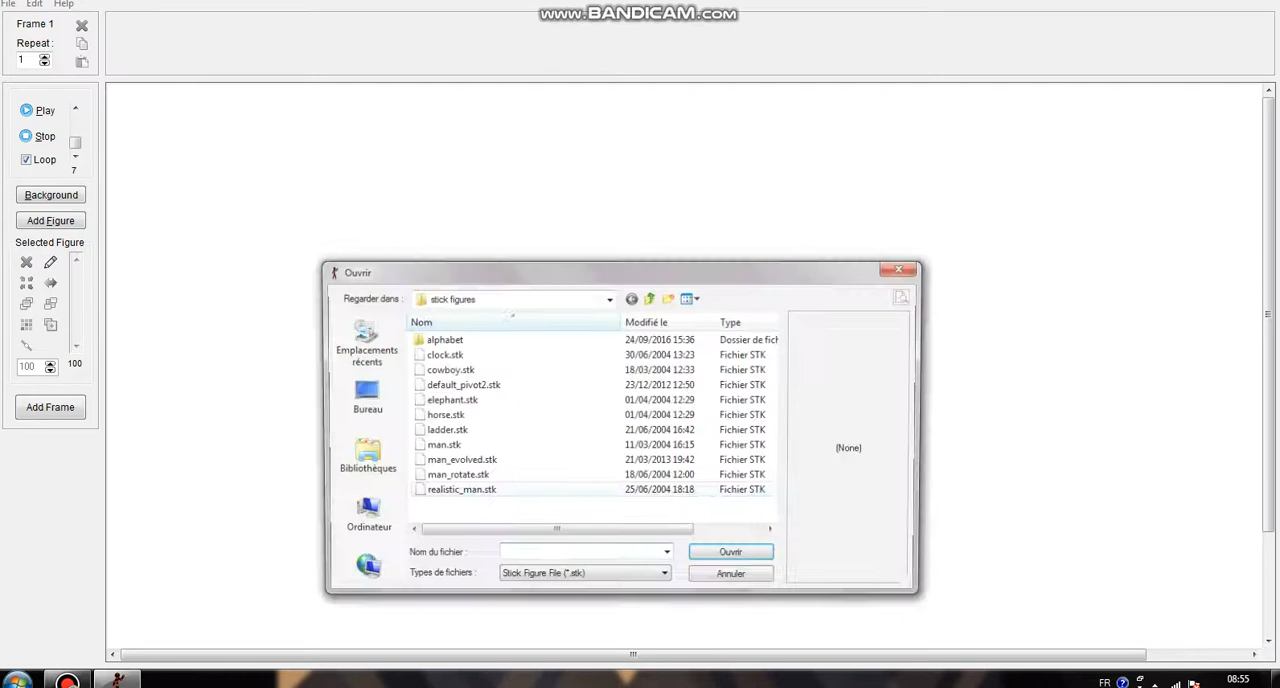 www.BANDICAM.com
File Edit Help
Frame 1
Repeat :
1
Play
Stop
Loop
7
Background
Add Figure
Selected Figure
100 100
Add Frame
Ouvrir
Regarder dans : stick figures
Nom Modifié le Type
alphabet 24/09/2016 15:36 Dossier de fich
clock.stk 30/06/2004 13:23 Fichier STK
cowboy.stk 18/03/2004 12:33 Fichier STK
default_pivot2.stk 23/12/2012 12:50 Fichier STK
elephant.stk 01/04/2004 12:29 Fichier STK
horse.stk 01/04/2004 12:29 Fichier STK
ladder.stk 21/06/2004 16:42 Fichier STK
man.stk 11/03/2004 16:15 Fichier STK
man_evolved.stk 21/03/2013 19:42 Fichier STK
man_rotate.stk 18/06/2004 12:00 Fichier STK
realistic_man.stk 25/06/2004 18:18 Fichier STK
Emplacements
récents
Bureau
Bibliothèques
Ordinateur
(None)
Nom du fichier : Ouvrir
Types de fichiers : Stick Figure File (*.stk) Annuler
FR 08:55